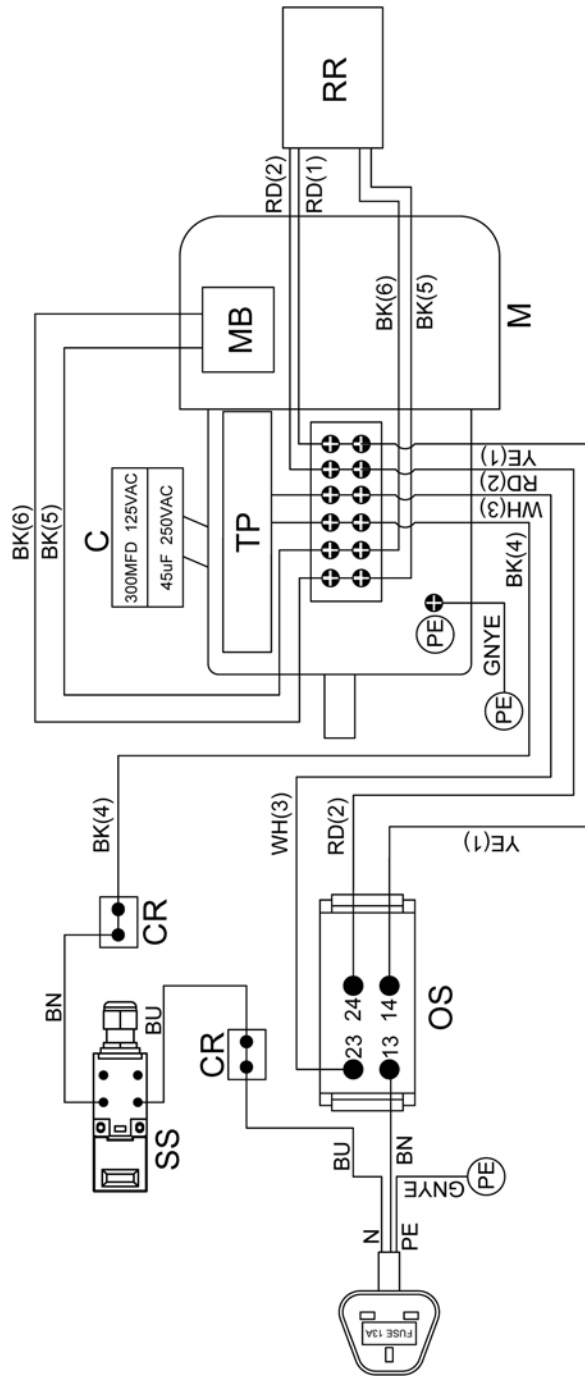 RR
RD(2)
RD(1)
BK(6)
BK(5)
M
MB
BK(6)
BK(5)
C
300MFD 125VAC
45uF 250VAC
TP
YE(1)
RD(2)
WH(3)
BK(4)
PE
GNYE
PE
BK(4)
WH(3)
RD(2)
YE(1)
CR
BN
BU
SS
CR
23
24
13
14
OS
BU
BN
N
PE
GNYE
PE
FUSE 13A